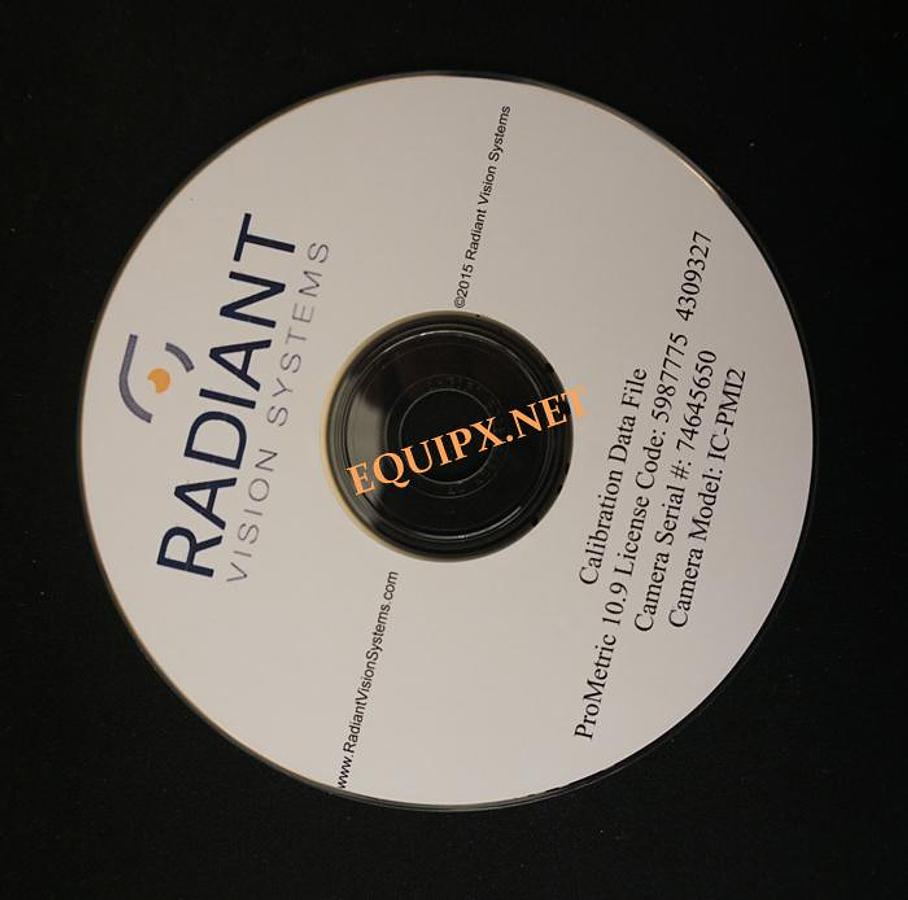 RADIANT
VISION SYSTEMS
www.RadiantVisionSystems.com
©2015 Radiant Vision Systems
EQUIPX.NET
Calibration Data File
ProMetric 10.9 License Code: 5987775 4309327
Camera Serial #: 74645650
Camera Model: IC-PMI2